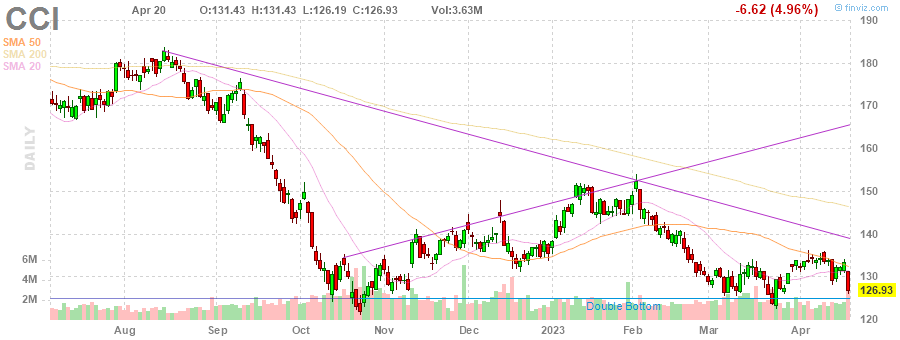 CCI Apr 20 O:131.43 H:131.43 L:126.19 C:126.93 Vol:3.63M -6.62 (4.96%) @ finviz.com
SMA 50
SMA 200
SMA 20
DAILY
190
180
170
160
150
140
130
120
126.93
6M
4M
2M
Double Bottom
Aug Sep Oct Nov Dec 2023 Feb Mar Apr